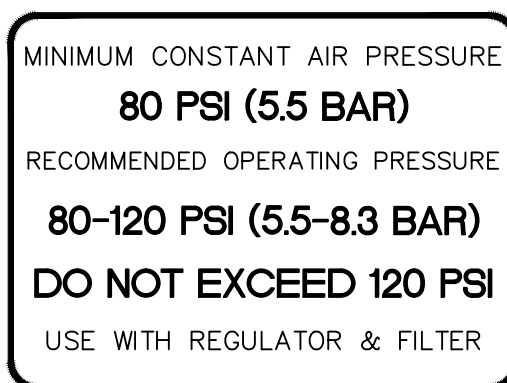 MINIMUM CONSTANT AIR PRESSURE
80 PSI (5.5 BAR)
RECOMMENDED OPERATING PRESSURE
80-120 PSI (5.5-8.3 BAR)
DO NOT EXCEED 120 PSI
USE WITH REGULATOR & FILTER